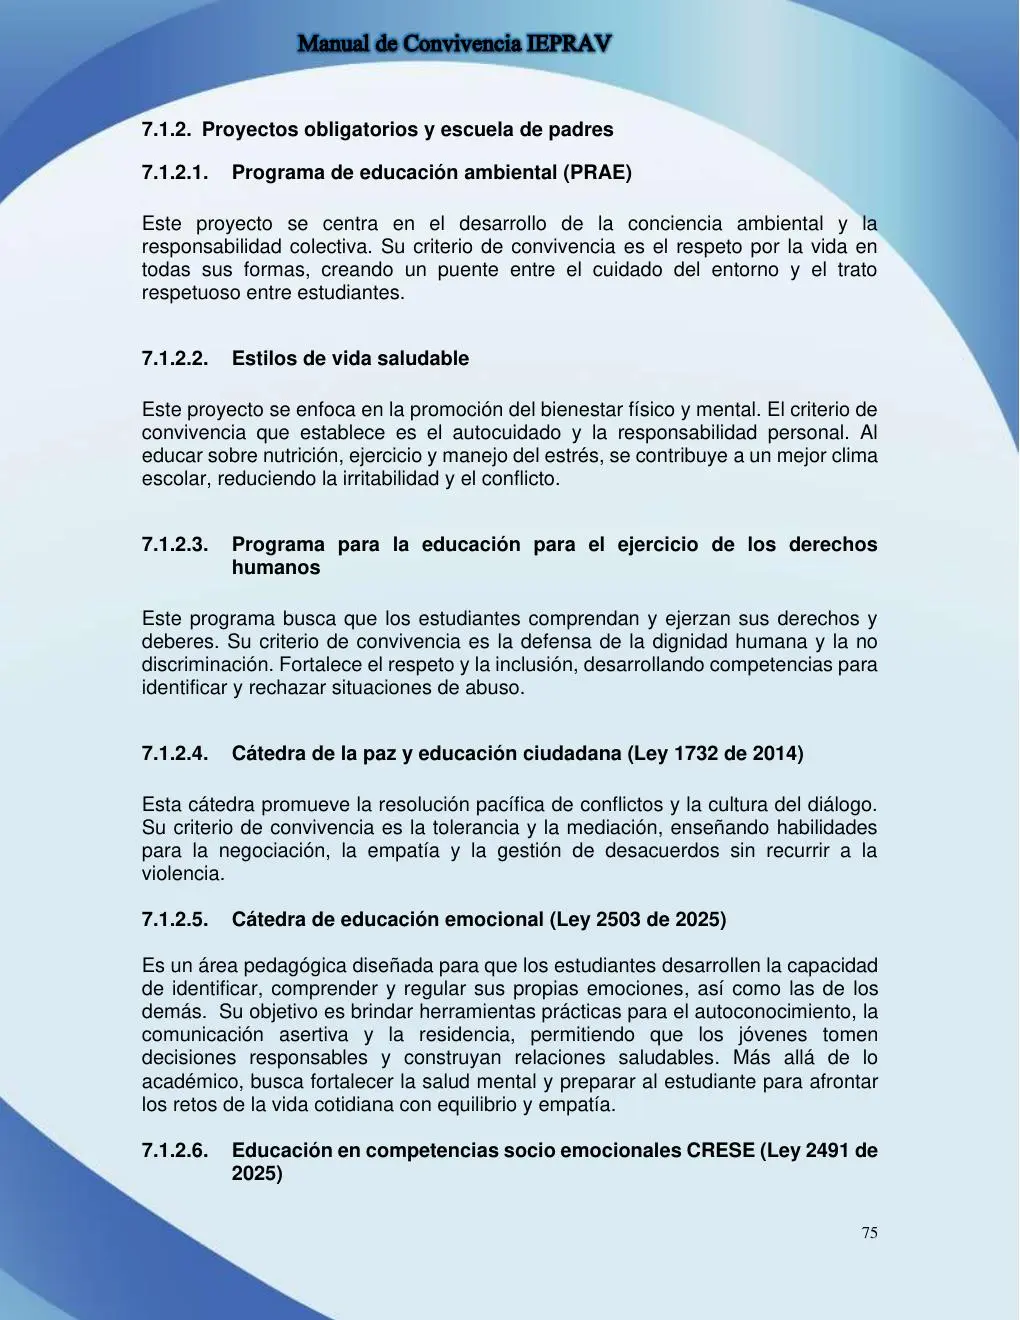 Manual de Convivencia IEPRAV
7.1.2. Proyectos obligatorios y escuela de padres
7.1.2.1. Programa de educación ambiental (PRAE)
Este proyecto se centra en el desarrollo de la conciencia ambiental y la
responsabilidad colectiva. Su criterio de convivencia es el respeto por la vida en
todas sus formas, creando un puente entre el cuidado del entorno y el trato
respetuoso entre estudiantes.
7.1.2.2. Estilos de vida saludable
Este proyecto se enfoca en la promoción del bienestar físico y mental. El criterio de
convivencia que establece es el autocuidado y la responsabilidad personal. Al
educar sobre nutrición, ejercicio y manejo del estrés, se contribuye a un mejor clima
escolar, reduciendo la irritabilidad y el conflicto.
7.1.2.3. Programa para la educación para el ejercicio de los derechos
humanos
Este programa busca que los estudiantes comprendan y ejerzan sus derechos y
deberes. Su criterio de convivencia es la defensa de la dignidad humana y la no
discriminación. Fortalece el respeto y la inclusión, desarrollando competencias para
identificar y rechazar situaciones de abuso.
7.1.2.4. Cátedra de la paz y educación ciudadana (Ley 1732 de 2014)
Esta cátedra promueve la resolución pacífica de conflictos y la cultura del diálogo.
Su criterio de convivencia es la tolerancia y la mediación, enseñando habilidades
para la negociación, la empatía y la gestión de desacuerdos sin recurrir a la
violencia.
7.1.2.5. Cátedra de educación emocional (Ley 2503 de 2025)
Es un área pedagógica diseñada para que los estudiantes desarrollen la capacidad
de identificar, comprender y regular sus propias emociones, así como las de los
demás. Su objetivo es brindar herramientas prácticas para el autoconocimiento, la
comunicación asertiva y la residencia, permitiendo que los jóvenes tomen
decisiones responsables y construyan relaciones saludables. Más allá de lo
académico, busca fortalecer la salud mental y preparar al estudiante para afrontar
los retos de la vida cotidiana con equilibrio y empatía.
7.1.2.6. Educación en competencias socio emocionales CRESE (Ley 2491 de
2025)
75